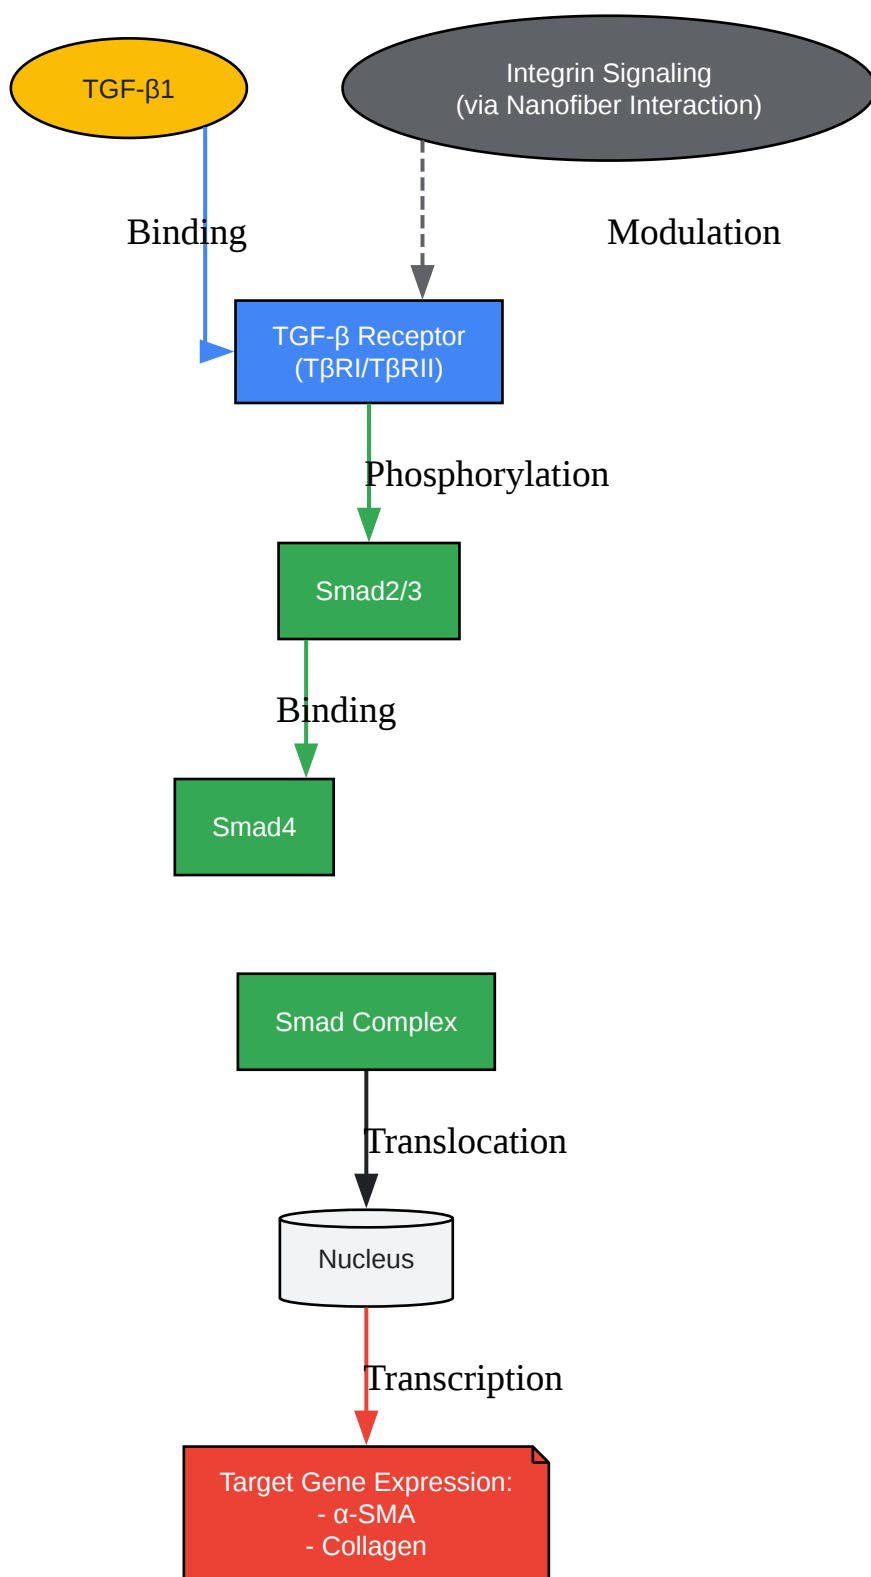 TGF-β1
Integrin Signaling
(via Nanofiber Interaction)
Binding
Modulation
TGF-β Receptor
(TβRI/TβRII)
Phosphorylation
Smad2/3
Binding
Smad4
Smad Complex
Translocation
Nucleus
Transcription
Target Gene Expression:
- α-SMA
- Collagen